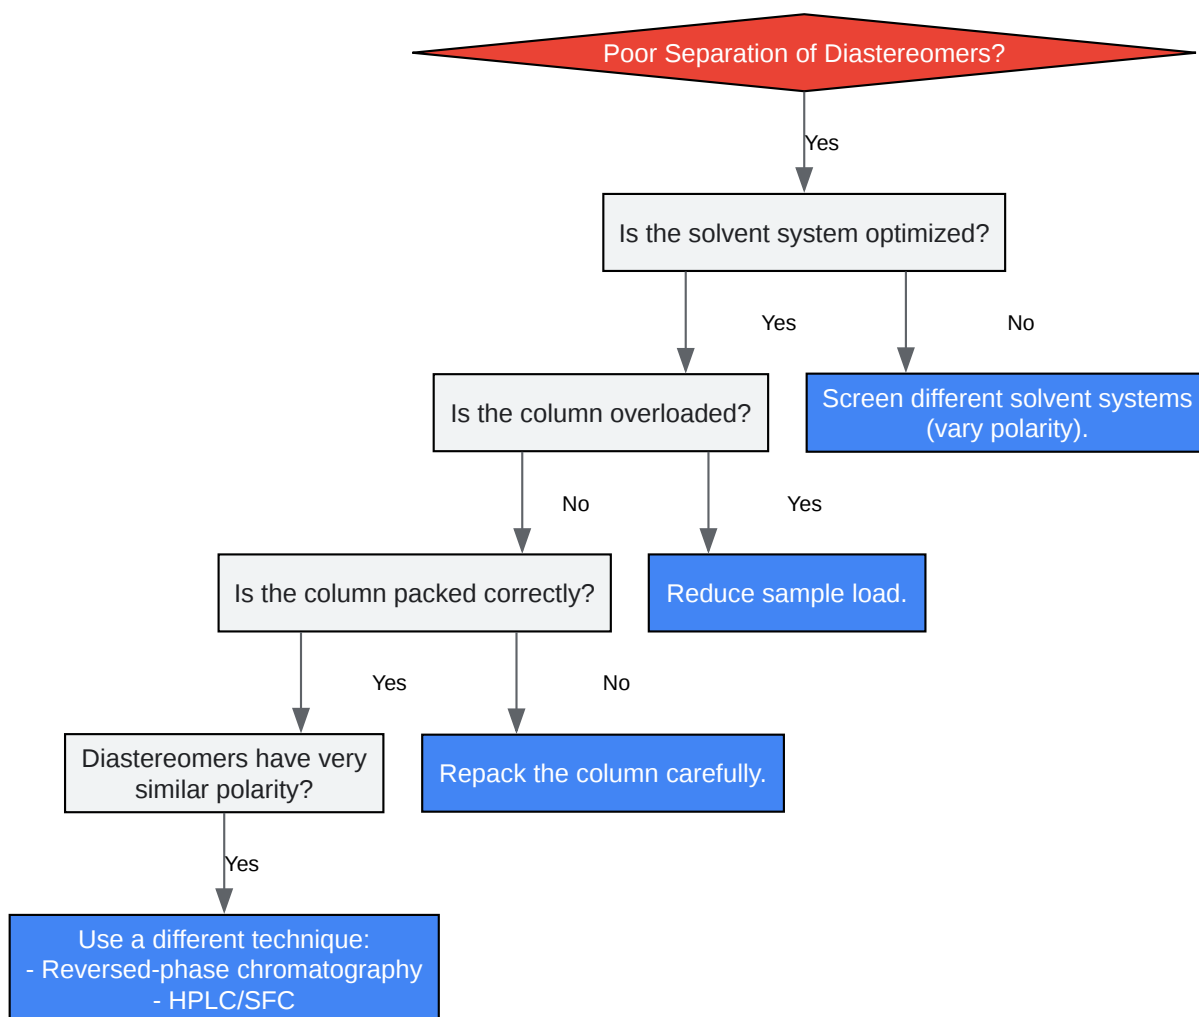 Poor Separation of Diastereomers?
Yes
Is the solvent system optimized?
Yes
No
Is the column overloaded?
Screen different solvent systems
(vary polarity).
No
Yes
Is the column packed correctly?
Reduce sample load.
Yes
No
Diastereomers have very
similar polarity?
Repack the column carefully.
Yes
Use a different technique:
- Reversed-phase chromatography
- HPLC/SFC